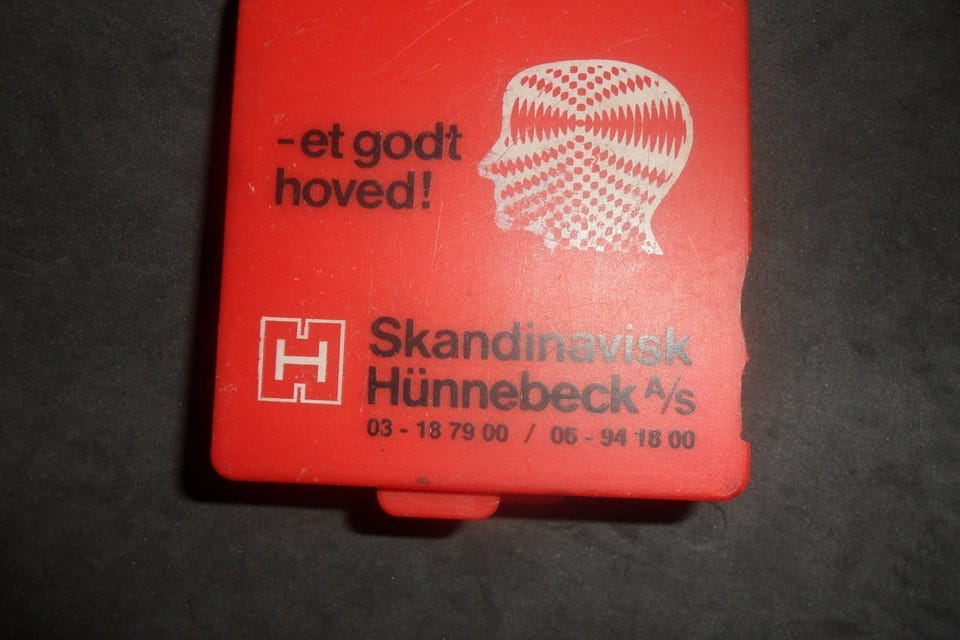 -et godt
hoved!
H
Skandinavisk
Hünnebeck A/s
03 - 18 79 00 / 06 - 94 18 00